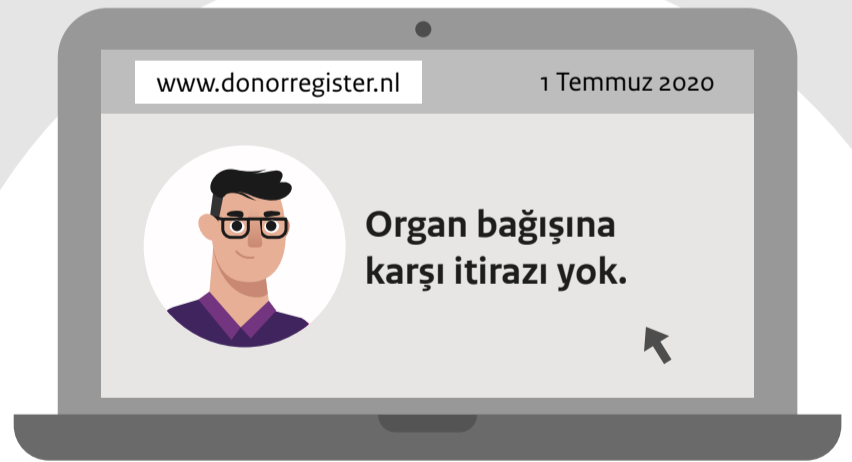 www.donorregister.nl
1 Temmuz 2020
Organ bağışına
karşı itirazı yok.